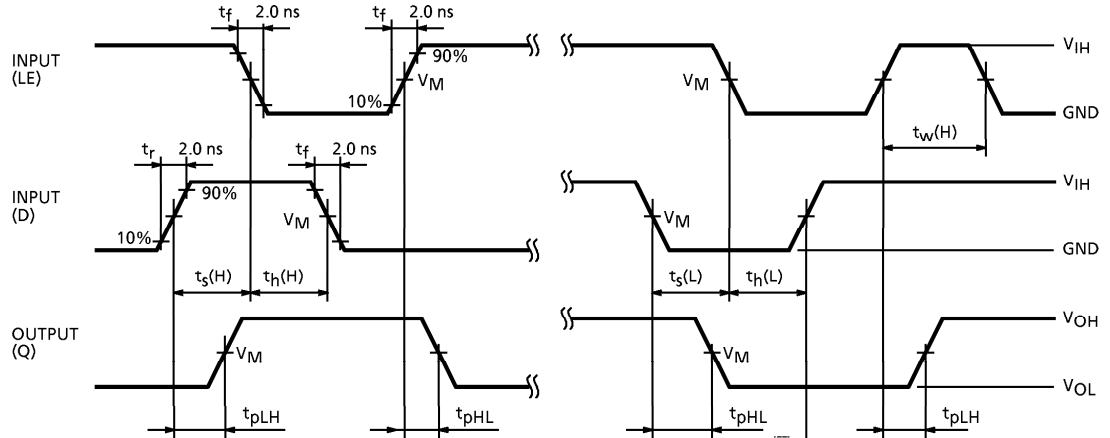 tf 2.0 ns tf 2.0 ns
INPUT
(LE)
90%
VM
10%
VM
VIH
GND
tw(H)
tr 2.0 ns tf 2.0 ns
INPUT
(D)
90%
VM
10%
VM
VIH
GND
ts(H) th(H)
ts(L) th(L)
OUTPUT
(Q)
VM
VM
VOH
VOL
tpLH
tpHL
tpHL
tpLH